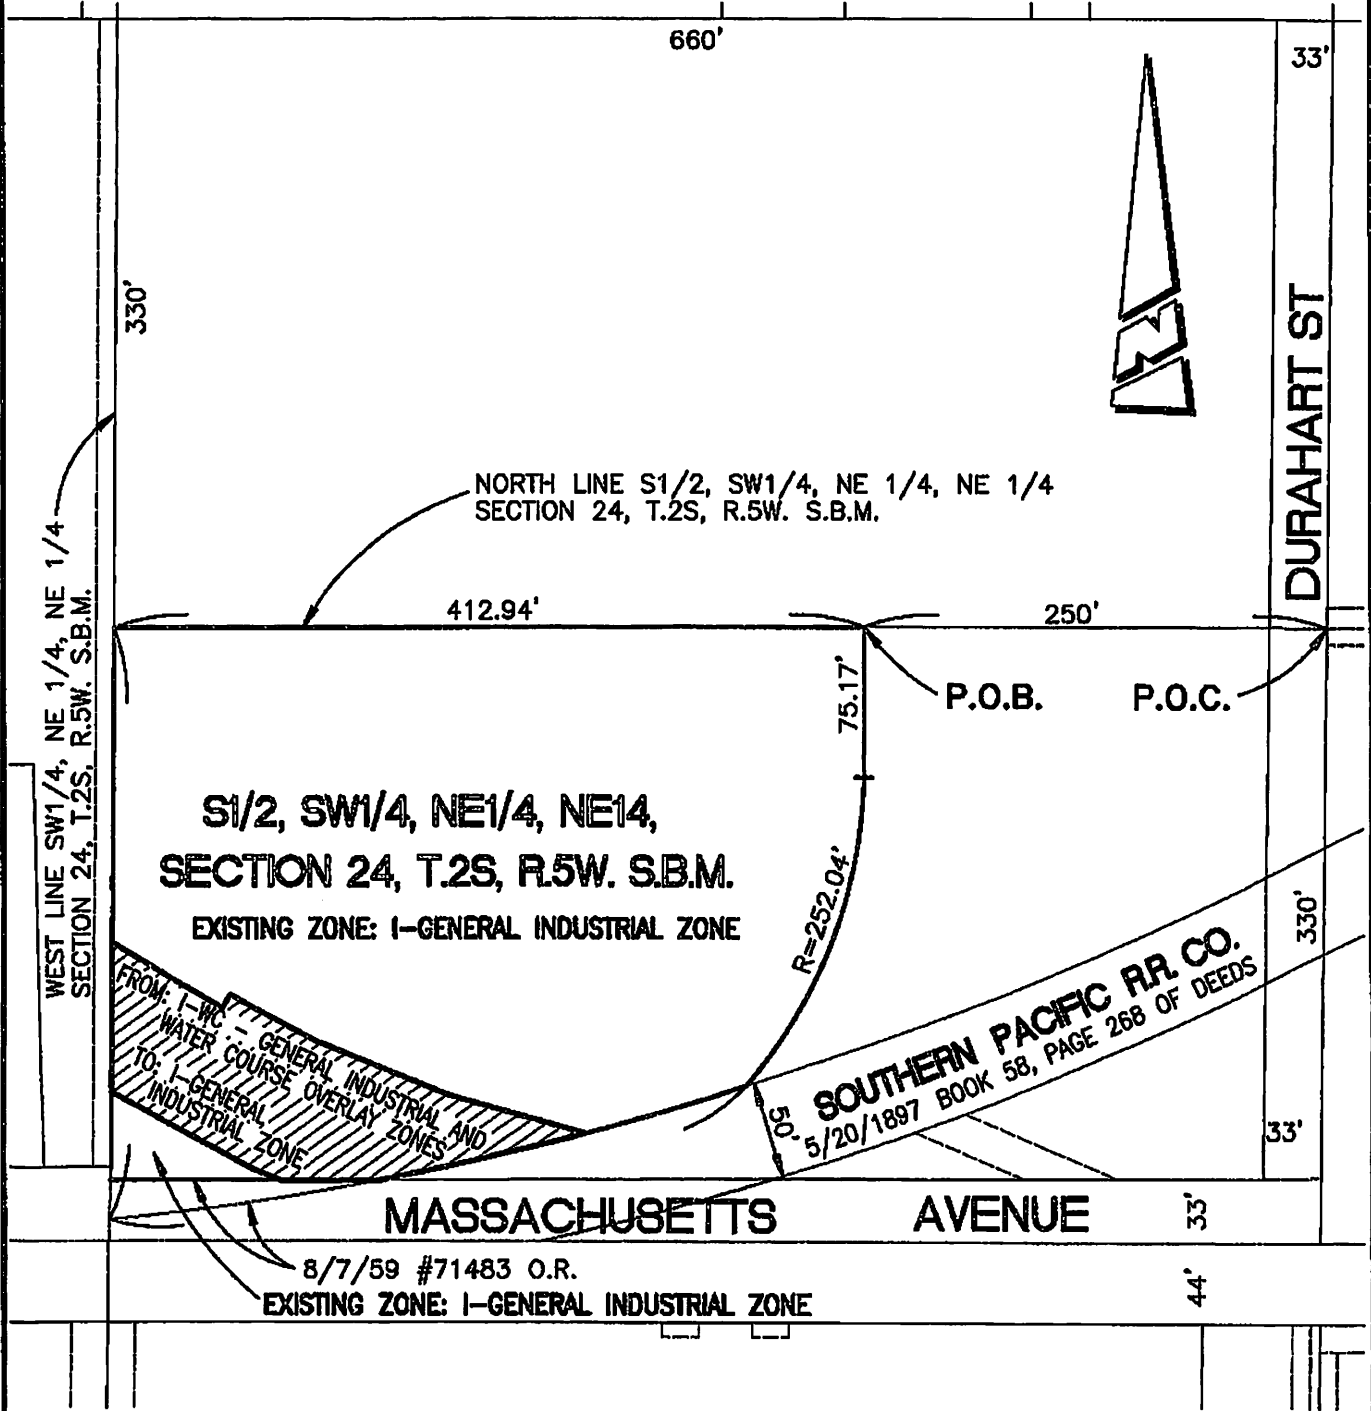 660'
33'
330'
DURAHART ST
NORTH LINE S1/2, SW1/4, NE 1/4, NE 1/4
SECTION 24, T.2S, R.5W. S.B.M.
412.94'
250'
WEST LINE SW1/4, NE 1/4, NE 1/4
SECTION 24, T.2S, R.5W. S.B.M.
75.17'
P.O.B.
P.O.C.
S1/2, SW1/4, NE1/4, NE14,
SECTION 24, T.2S, R.5W. S.B.M.
EXISTING ZONE: I-GENERAL INDUSTRIAL ZONE
R=252.04'
330'
SOUTHERN PACIFIC R.R. CO.
5/20/1897 BOOK 58, PAGE 268 OF DEEDS
50'
FROM: I-WC - GENERAL INDUSTRIAL AND
WATER COURSE OVERLAY ZONES
TO: I-GENERAL
INDUSTRIAL ZONE
33'
MASSACHUSETTS AVENUE
33'
8/7/59 #71483 O.R.
EXISTING ZONE: I-GENERAL INDUSTRIAL ZONE
44'
N